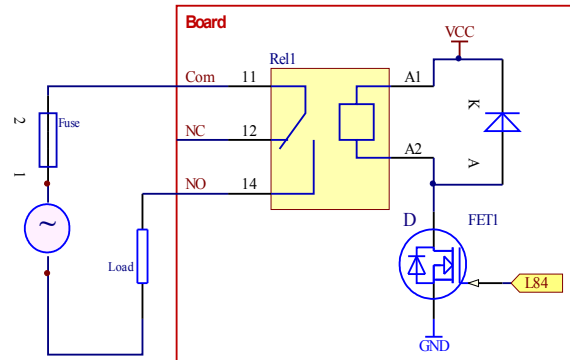 Board
VCC
Rel1
Com 11 A1
K
2 Fuse
NC 12
A2 A
1
NO 14
D FET1
~
Load
L84
GND